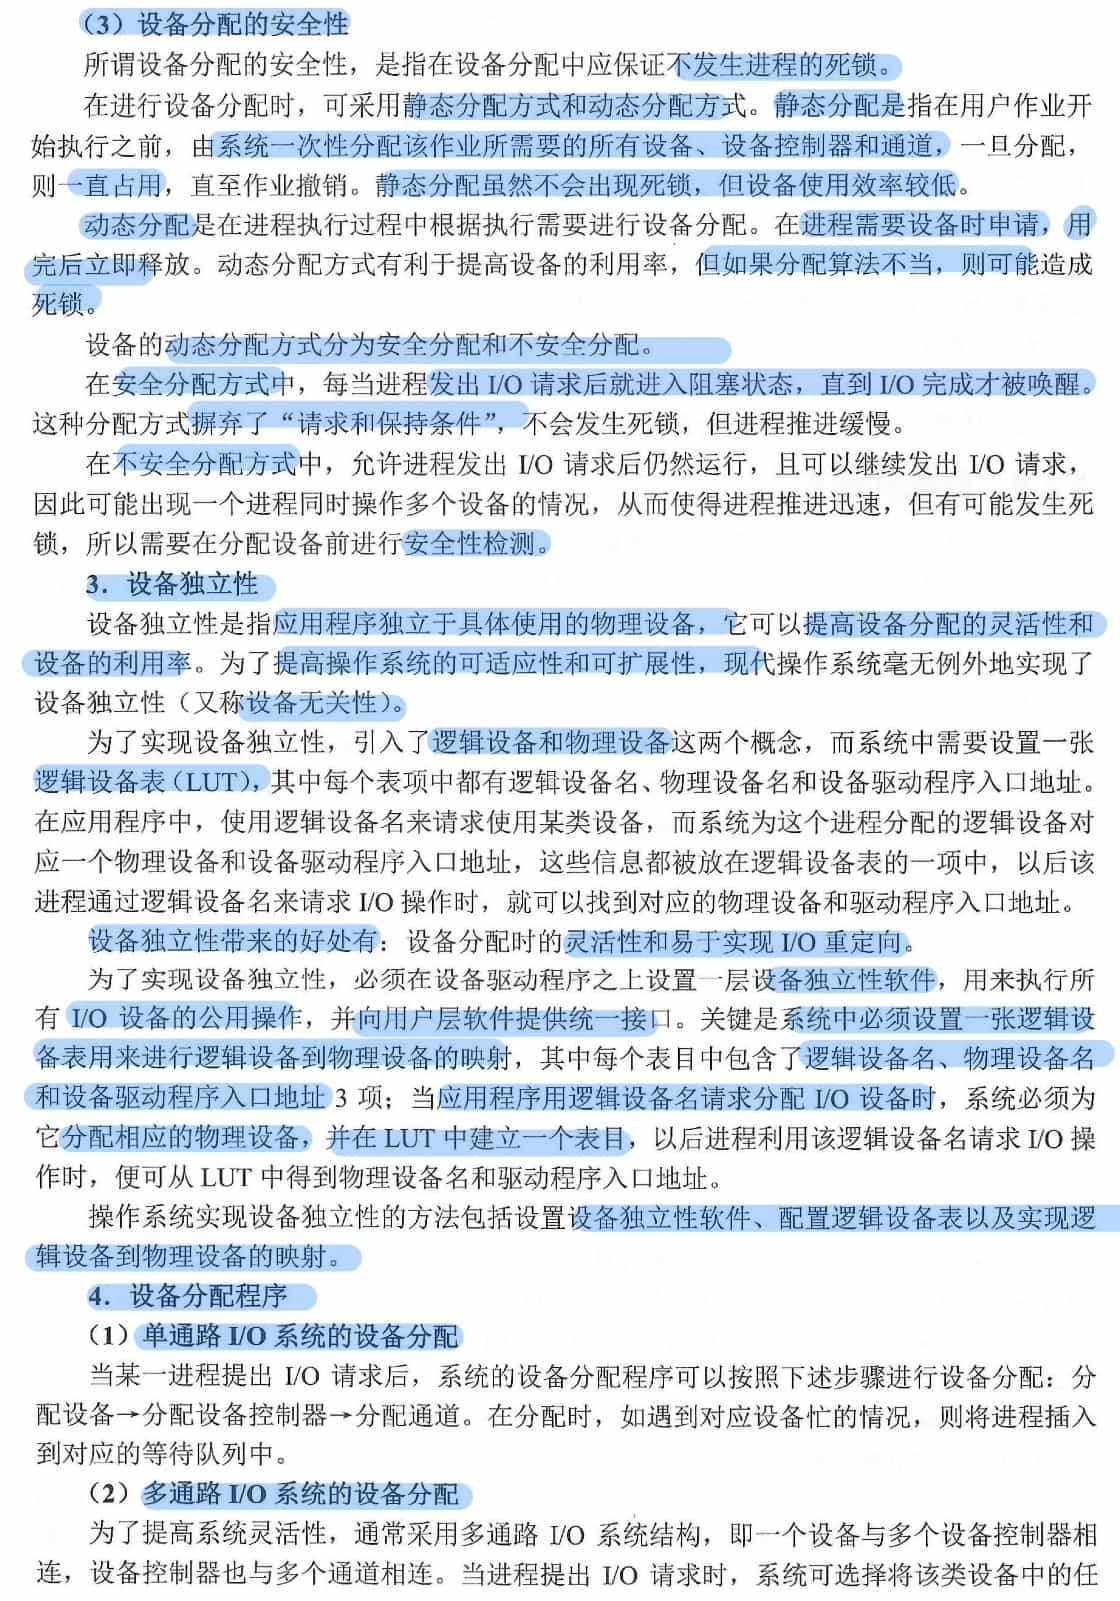 （3）设备分配的安全性
所谓设备分配的安全性，是指在设备分配中应保证不发生进程的死锁。
在进行设备分配时，可采用静态分配方式和动态分配方式。静态分配是指在用户作业开
始执行之前，由系统一次性分配该作业所需要的所有设备、设备控制器和通道，一旦分配，
则一直占用，直至作业撤销。静态分配虽然不会出现死锁，但设备使用效率较低。
动态分配是在进程执行过程中根据执行需要进行设备分配。在进程需要设备时申请，用
完后立即释放。动态分配方式有利于提高设备的利用率，但如果分配算法不当，则可能造成
死锁。
设备的动态分配方式分为安全分配和不安全分配。
在安全分配方式中，每当进程发出 I/O 请求后就进入阻塞状态，直到 I/O 完成才被唤醒。
这种分配方式摒弃了“请求和保持条件”，不会发生死锁，但进程推进缓慢。
在不安全分配方式中，允许进程发出 I/O 请求后仍然运行，且可以继续发出 I/O 请求，
因此可能出现一个进程同时操作多个设备的情况，从而使得进程推进迅速，但有可能发生死
锁，所以需要在分配设备前进行安全性检测。
3．设备独立性
设备独立性是指应用程序独立于具体使用的物理设备，它可以提高设备分配的灵活性和
设备的利用率。为了提高操作系统的可适应性和可扩展性，现代操作系统毫无例外地实现了
设备独立性（又称设备无关性）。
为了实现设备独立性，引入了逻辑设备和物理设备这两个概念，而系统中需要设置一张
逻辑设备表（LUT），其中每个表项中都有逻辑设备名、物理设备名和设备驱动程序入口地址。
在应用程序中，使用逻辑设备名来请求使用某类设备，而系统为这个进程分配的逻辑设备对
应一个物理设备和设备驱动程序入口地址，这些信息都被放在逻辑设备表的一项中，以后该
进程通过逻辑设备名来请求 I/O 操作时，就可以找到对应的物理设备和驱动程序入口地址。
设备独立性带来的好处有：设备分配时的灵活性和易于实现 I/O 重定向。
为了实现设备独立性，必须在设备驱动程序之上设置一层设备独立性软件，用来执行所
有 I/O 设备的公用操作，并向用户层软件提供统一接口。关键是系统中必须设置一张逻辑设
备表用来进行逻辑设备到物理设备的映射，其中每个表目中包含了逻辑设备名、物理设备名
和设备驱动程序入口地址 3 项；当应用程序用逻辑设备名请求分配 I/O 设备时，系统必须为
它分配相应的物理设备，并在 LUT 中建立一个表目，以后进程利用该逻辑设备名请求 I/O 操
作时，便可从 LUT 中得到物理设备名和驱动程序入口地址。
操作系统实现设备独立性的方法包括设置设备独立性软件、配置逻辑设备表以及实现逻
辑设备到物理设备的映射。
4．设备分配程序
（1）单通路 I/O 系统的设备分配
当某一进程提出 I/O 请求后，系统的设备分配程序可以按照下述步骤进行设备分配：分
配设备→分配设备控制器→分配通道。在分配时，如遇到对应设备忙的情况，则将进程插入
到对应的等待队列中。
（2）多通路 I/O 系统的设备分配
为了提高系统灵活性，通常采用多通路 I/O 系统结构，即一个设备与多个设备控制器相
连，设备控制器也与多个通道相连。当进程提出 I/O 请求时，系统可选择将该类设备中的任